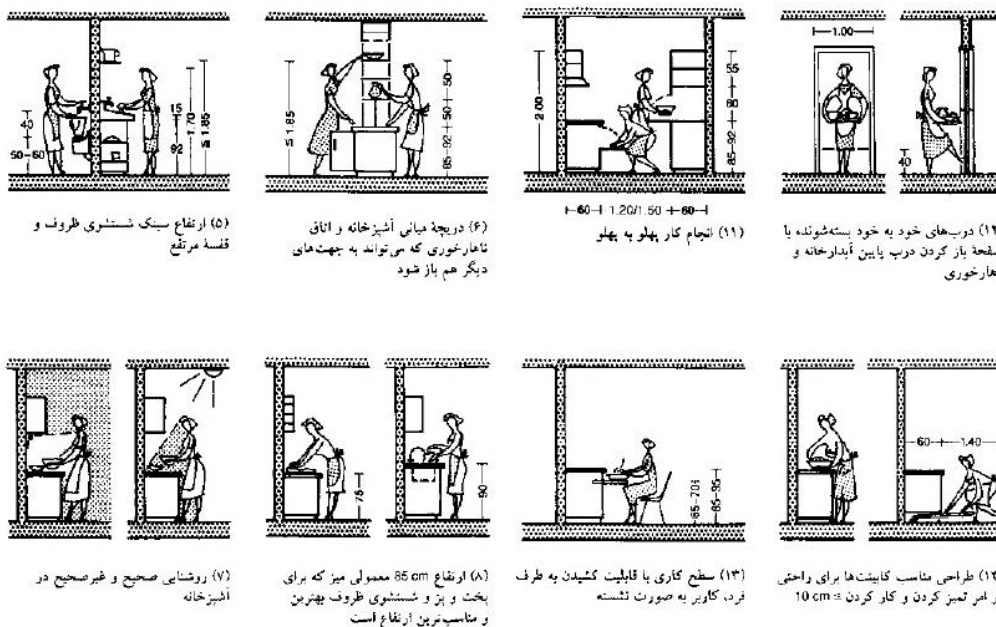 40
50-60
15
92
1.70
≤ 1.85
(۵) ارتفاع سینک شستشوی ظروف و
قفسهٔ مرتفع
≤ 1.85
50
50
85-92
(۶) دریچهٔ میانی آشپزخانه و اتاق
ناهارخوری که می‌تواند به جهت‌های
دیگر هم باز شود
2.00
55
60
85-92
60
1.20/1.50
60
(۱۱) انجام کار پهلو به پهلو
1.00
40
درب‌های خود به خود بسته‌شونده با
باز کردن درب پایین آبدارخانه و
(۷) روشنایی صحیح و غیرصحیح در
آشپزخانه
75
90
(۸) ارتفاع 85 cm معمولی میز که برای
پخت و پز و شستشوی ظروف بهترین
و مناسب‌ترین ارتفاع است
65-70
85-95
(۱۳) سطح کاری با قابلیت کشیدن به طرف
فرد، کاربر به صورت نشسته
60
1.40
طراحی مناسب کابینت‌ها برای راحتی
امر تمیز کردن و کار کردن ≥ 10 cm